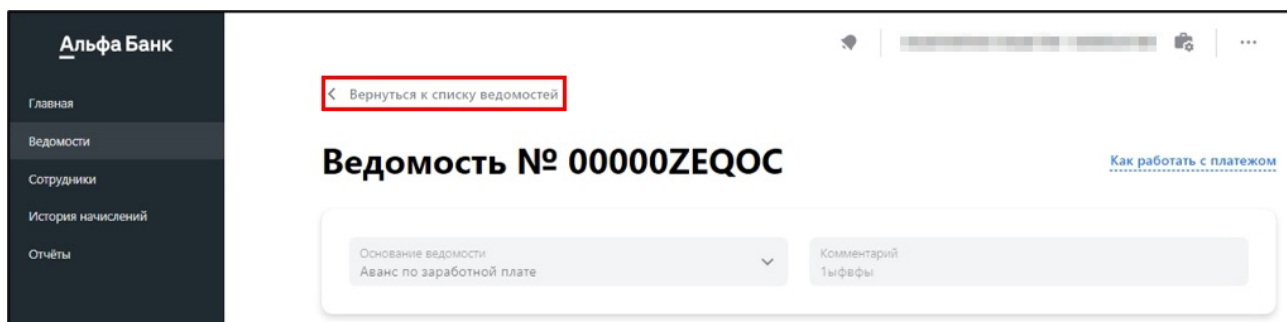 Альфа Банк
Главная
Ведомости
Сотрудники
История начислений
Отчёты
Вернуться к списку ведомостей
Ведомость № 00000ZEQOC
Как работать с платежом
Основание ведомости
Аванс по заработной плате
Комментарий
1ыфвфы